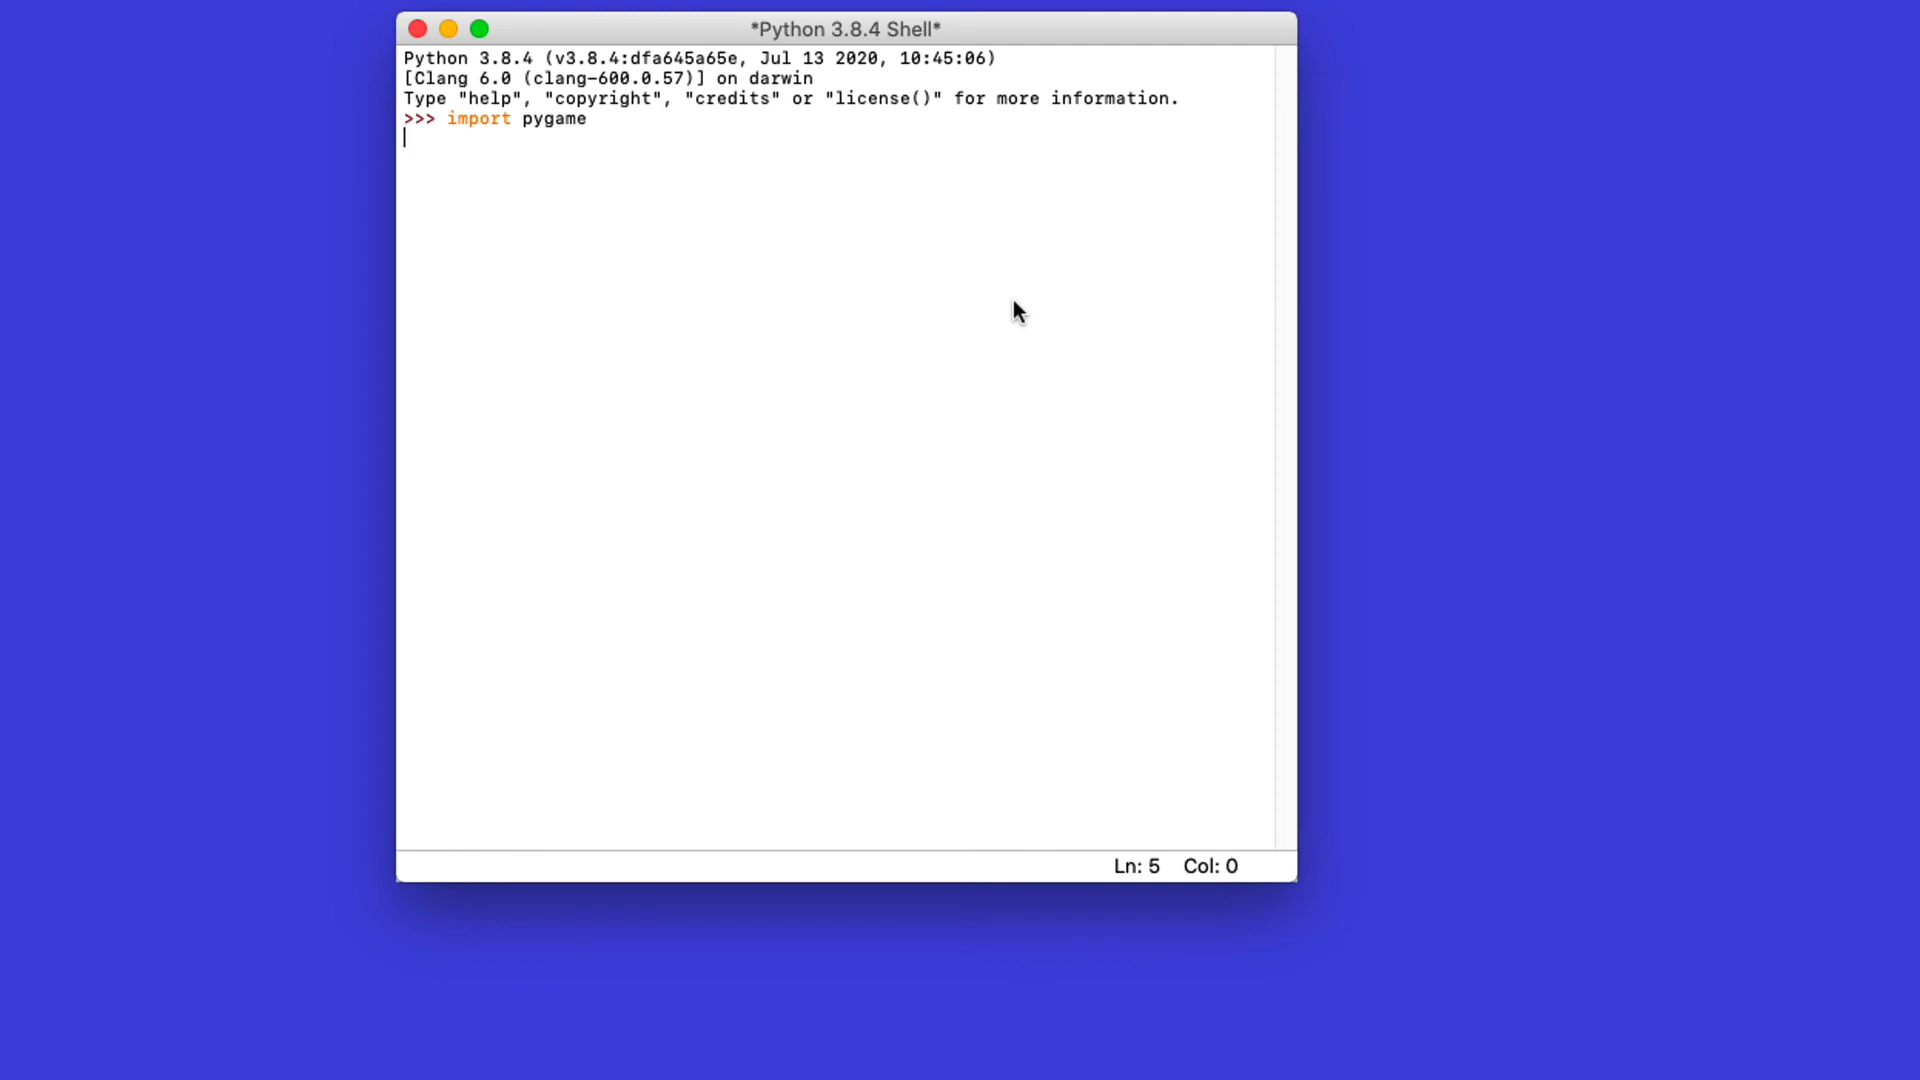 *Python 3.8.4 Shell*
Python 3.8.4 (v3.8.4:dfa645a65e, Jul 13 2020, 10:45:06)
[Clang 6.0 (clang-600.0.57)] on darwin
Type "help", "copyright", "credits" or "license()" for more information.
>>> import pygame
Ln: 5 Col: 0